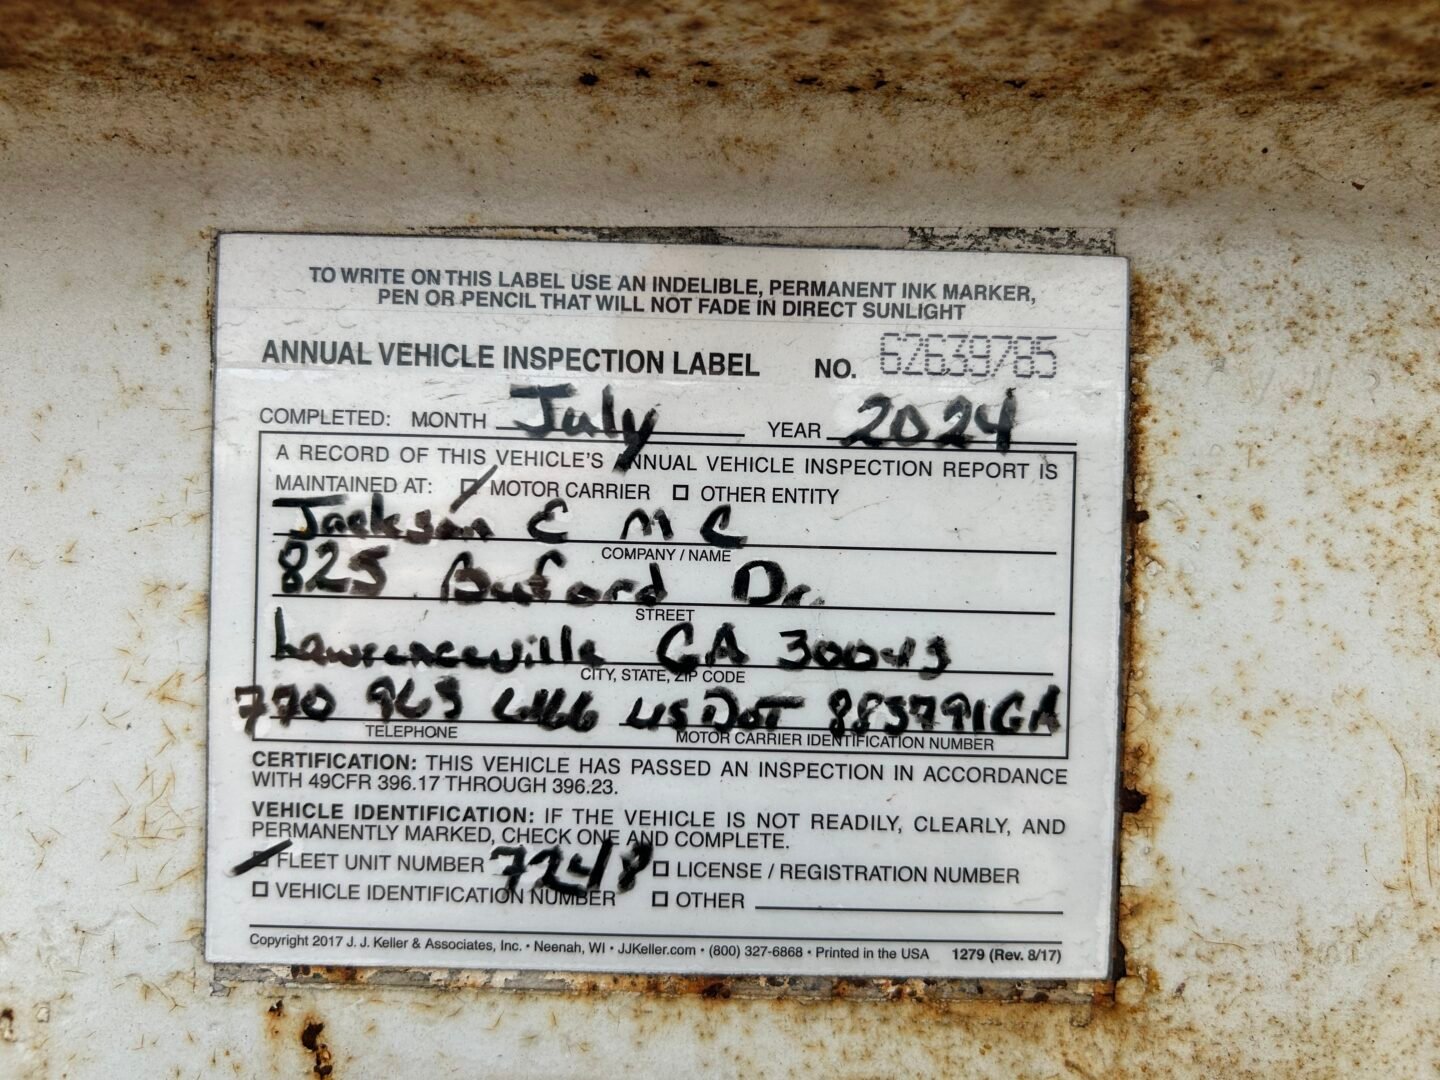 TO WRITE ON THIS LABEL USE AN INDELIBLE, PERMANENT INK MARKER,
PEN OR PENCIL THAT WILL NOT FADE IN DIRECT SUNLIGHT
ANNUAL VEHICLE INSPECTION LABEL NO. 62639785
COMPLETED: MONTH July YEAR 2024
A RECORD OF THIS VEHICLE'S ANNUAL VEHICLE INSPECTION REPORT IS
MAINTAINED AT: MOTOR CARRIER OTHER ENTITY
Jackson E M C
COMPANY / NAME
825 Buford Dr.
STREET
Lawrenceville GA 30043
CITY, STATE, ZIP CODE
770 963 6166 US DOT 883791GA
TELEPHONE MOTOR CARRIER IDENTIFICATION NUMBER
CERTIFICATION: THIS VEHICLE HAS PASSED AN INSPECTION IN ACCORDANCE
WITH 49CFR 396.17 THROUGH 396.23.
VEHICLE IDENTIFICATION: IF THE VEHICLE IS NOT READILY, CLEARLY, AND
PERMANENTLY MARKED, CHECK ONE AND COMPLETE.
FLEET UNIT NUMBER 7248 LICENSE / REGISTRATION NUMBER
VEHICLE IDENTIFICATION NUMBER OTHER
Copyright 2017 J. J. Keller & Associates, Inc. • Neenah, WI • JJKeller.com • (800) 327-6868 • Printed in the USA 1279 (Rev. 8/17)